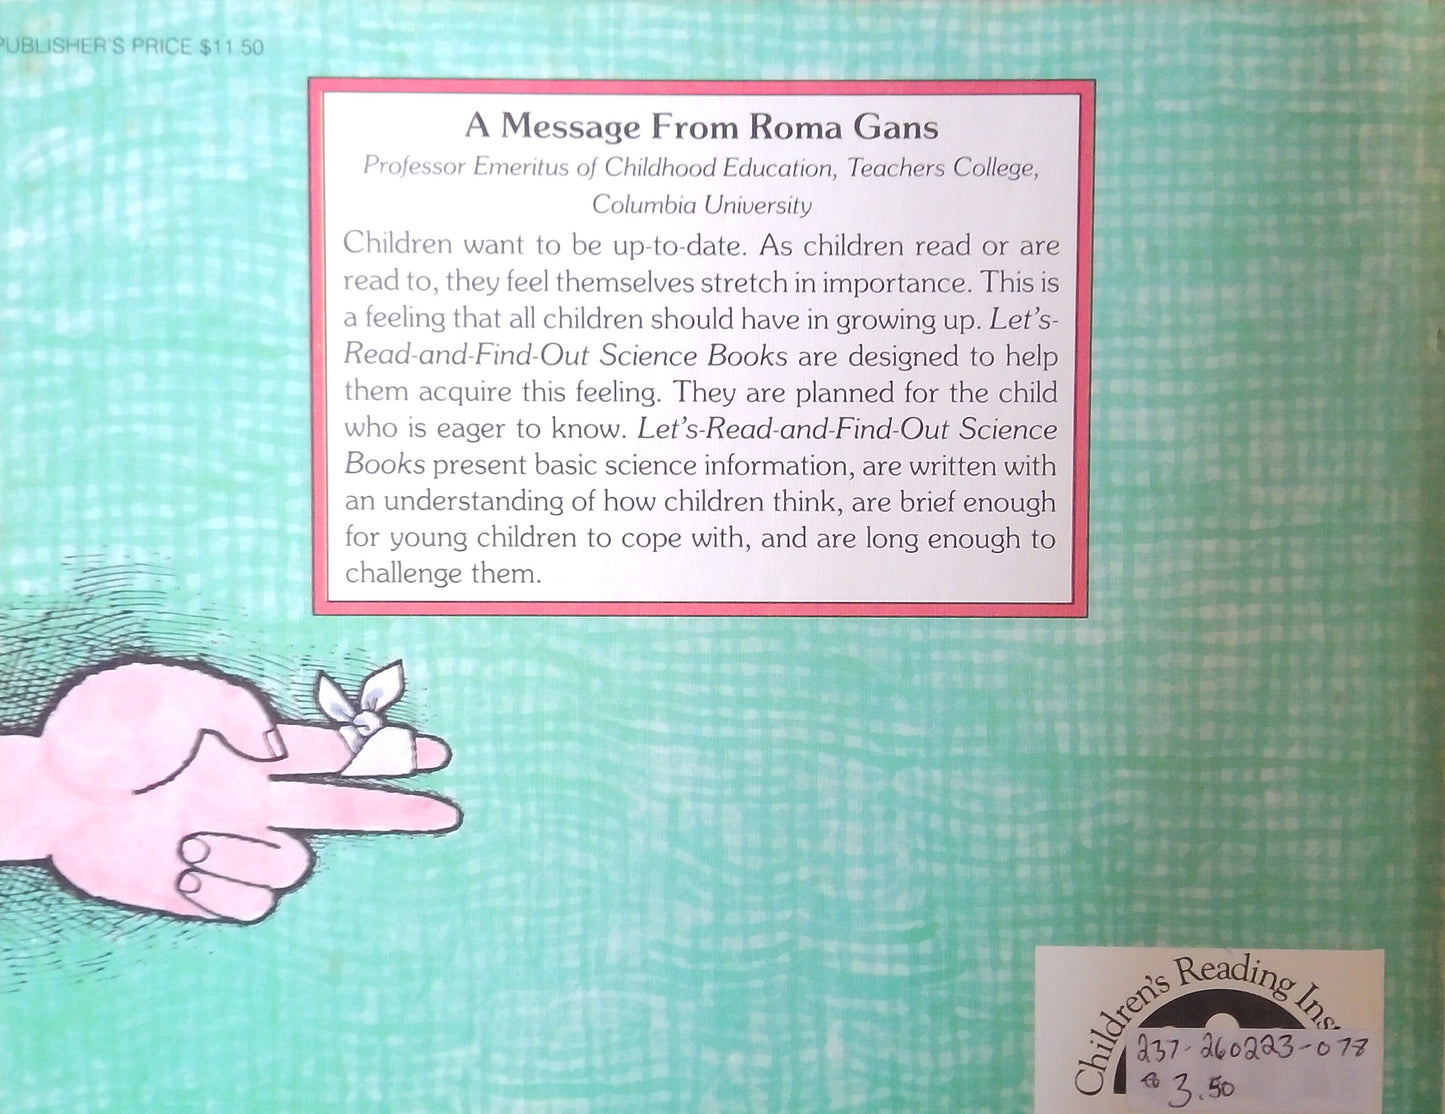 PUBLISHER'S PRICE $11.50
A Message From Roma Gans
Professor Emeritus of Childhood Education, Teachers College,
Columbia University
Children want to be up-to-date. As children read or are
read to, they feel themselves stretch in importance. This is
a feeling that all children should have in growing up. Let's-
Read-and-Find-Out Science Books are designed to help
them acquire this feeling. They are planned for the child
who is eager to know. Let's-Read-and-Find-Out Science
Books present basic science information, are written with
an understanding of how children think, are brief enough
for young children to cope with, and are long enough to
challenge them.
Children's Reading
237-260223-078
3.50